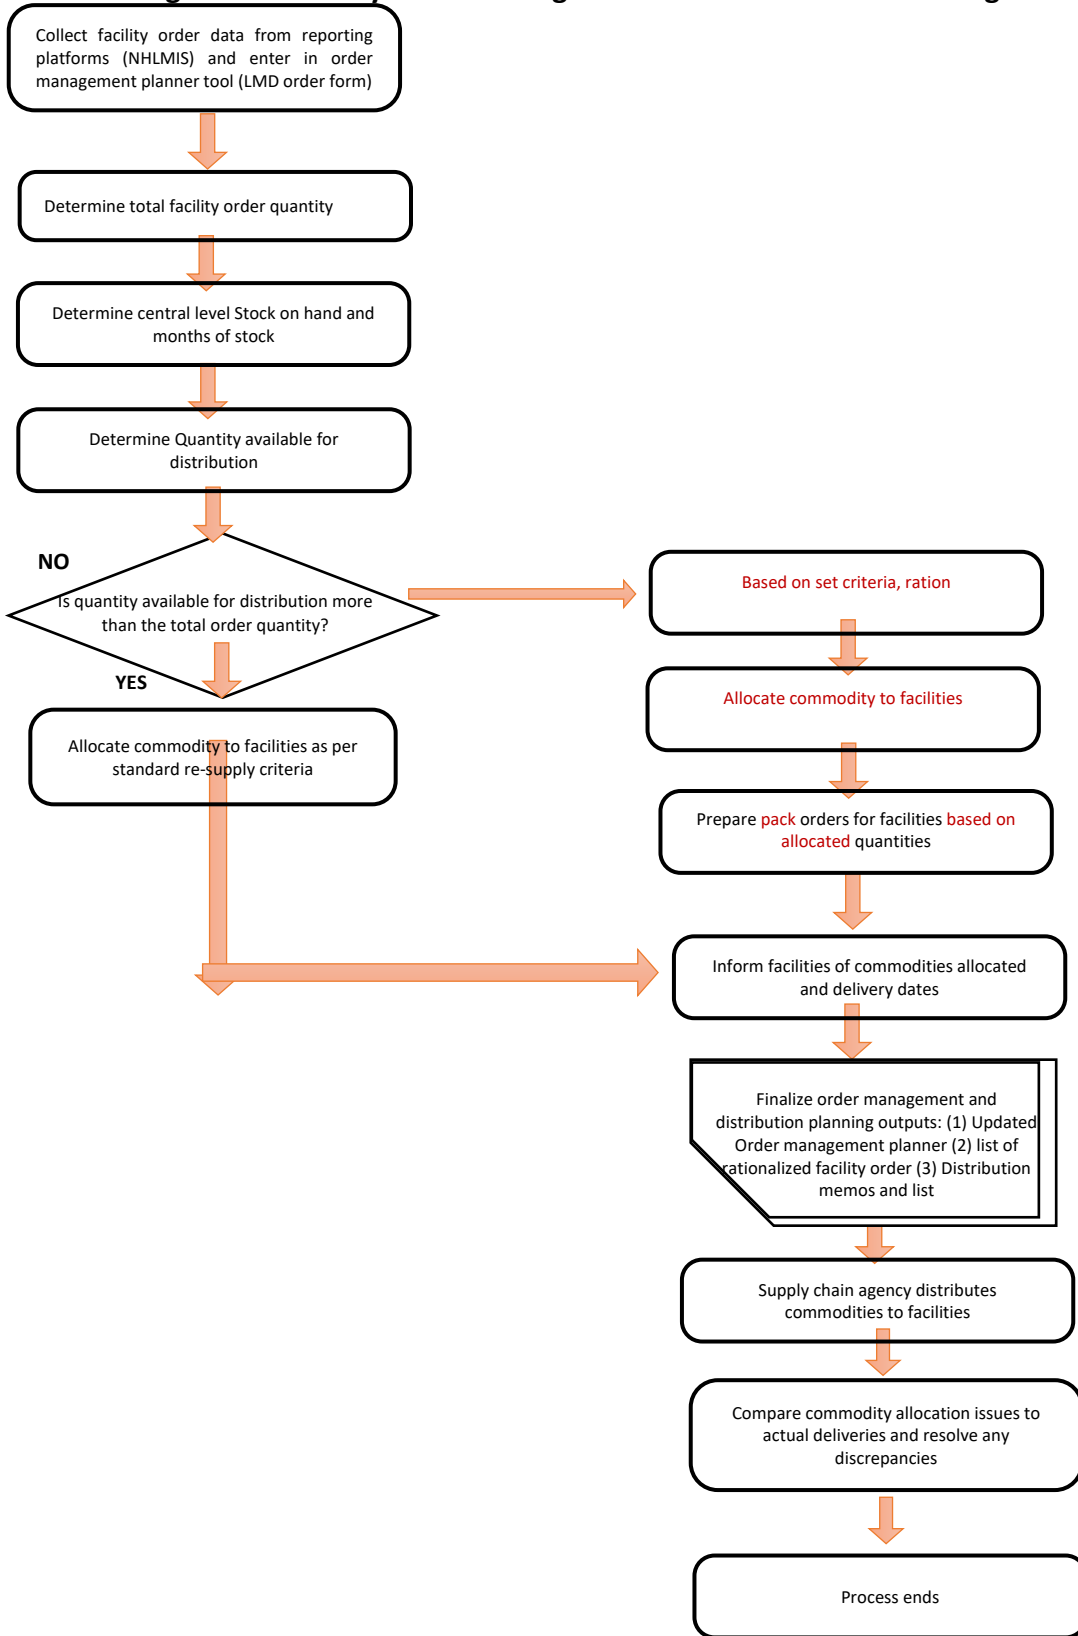 Collect facility order data from reporting
platforms (NHLMIS) and enter in order
management planner tool (LMD order form)
Determine total facility order quantity
Determine central level Stock on hand and
months of stock
Determine Quantity available for
distribution
NO
Is quantity available for distribution more
than the total order quantity?
YES
Allocate commodity to facilities as per
standard re-supply criteria
Based on set criteria, ration
Allocate commodity to facilities
Prepare pack orders for facilities based on
allocated quantities
Inform facilities of commodities allocated
and delivery dates
Finalize order management and
distribution planning outputs: (1) Updated
Order management planner (2) list of
rationalized facility order (3) Distribution
memos and list
Supply chain agency distributes
commodities to facilities
Compare commodity allocation issues to
actual deliveries and resolve any
discrepancies
Process ends